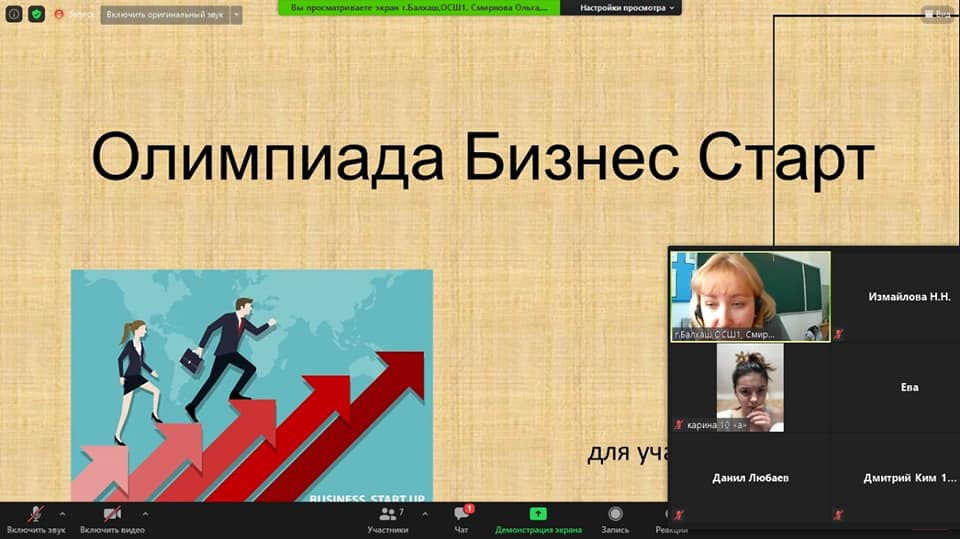 Запись
Включить оригинальный звук
Вы просматриваете экран г.Балхаш,ОСШ1, Смирнова Ольга,...
Настройки просмотра
Вид
Олимпиада Бизнес Старт
г.Балхаш,ОСШ1, Смир...
Измайлова Н.Н.
карина 10 «а»
Ева
для уча
Данил Любаев
Дмитрий Ким 1...
BUSINESS START UP
Включить звук
Включить видео
Участники
7
Чат
1
Демонстрация экрана
Запись
Реакции